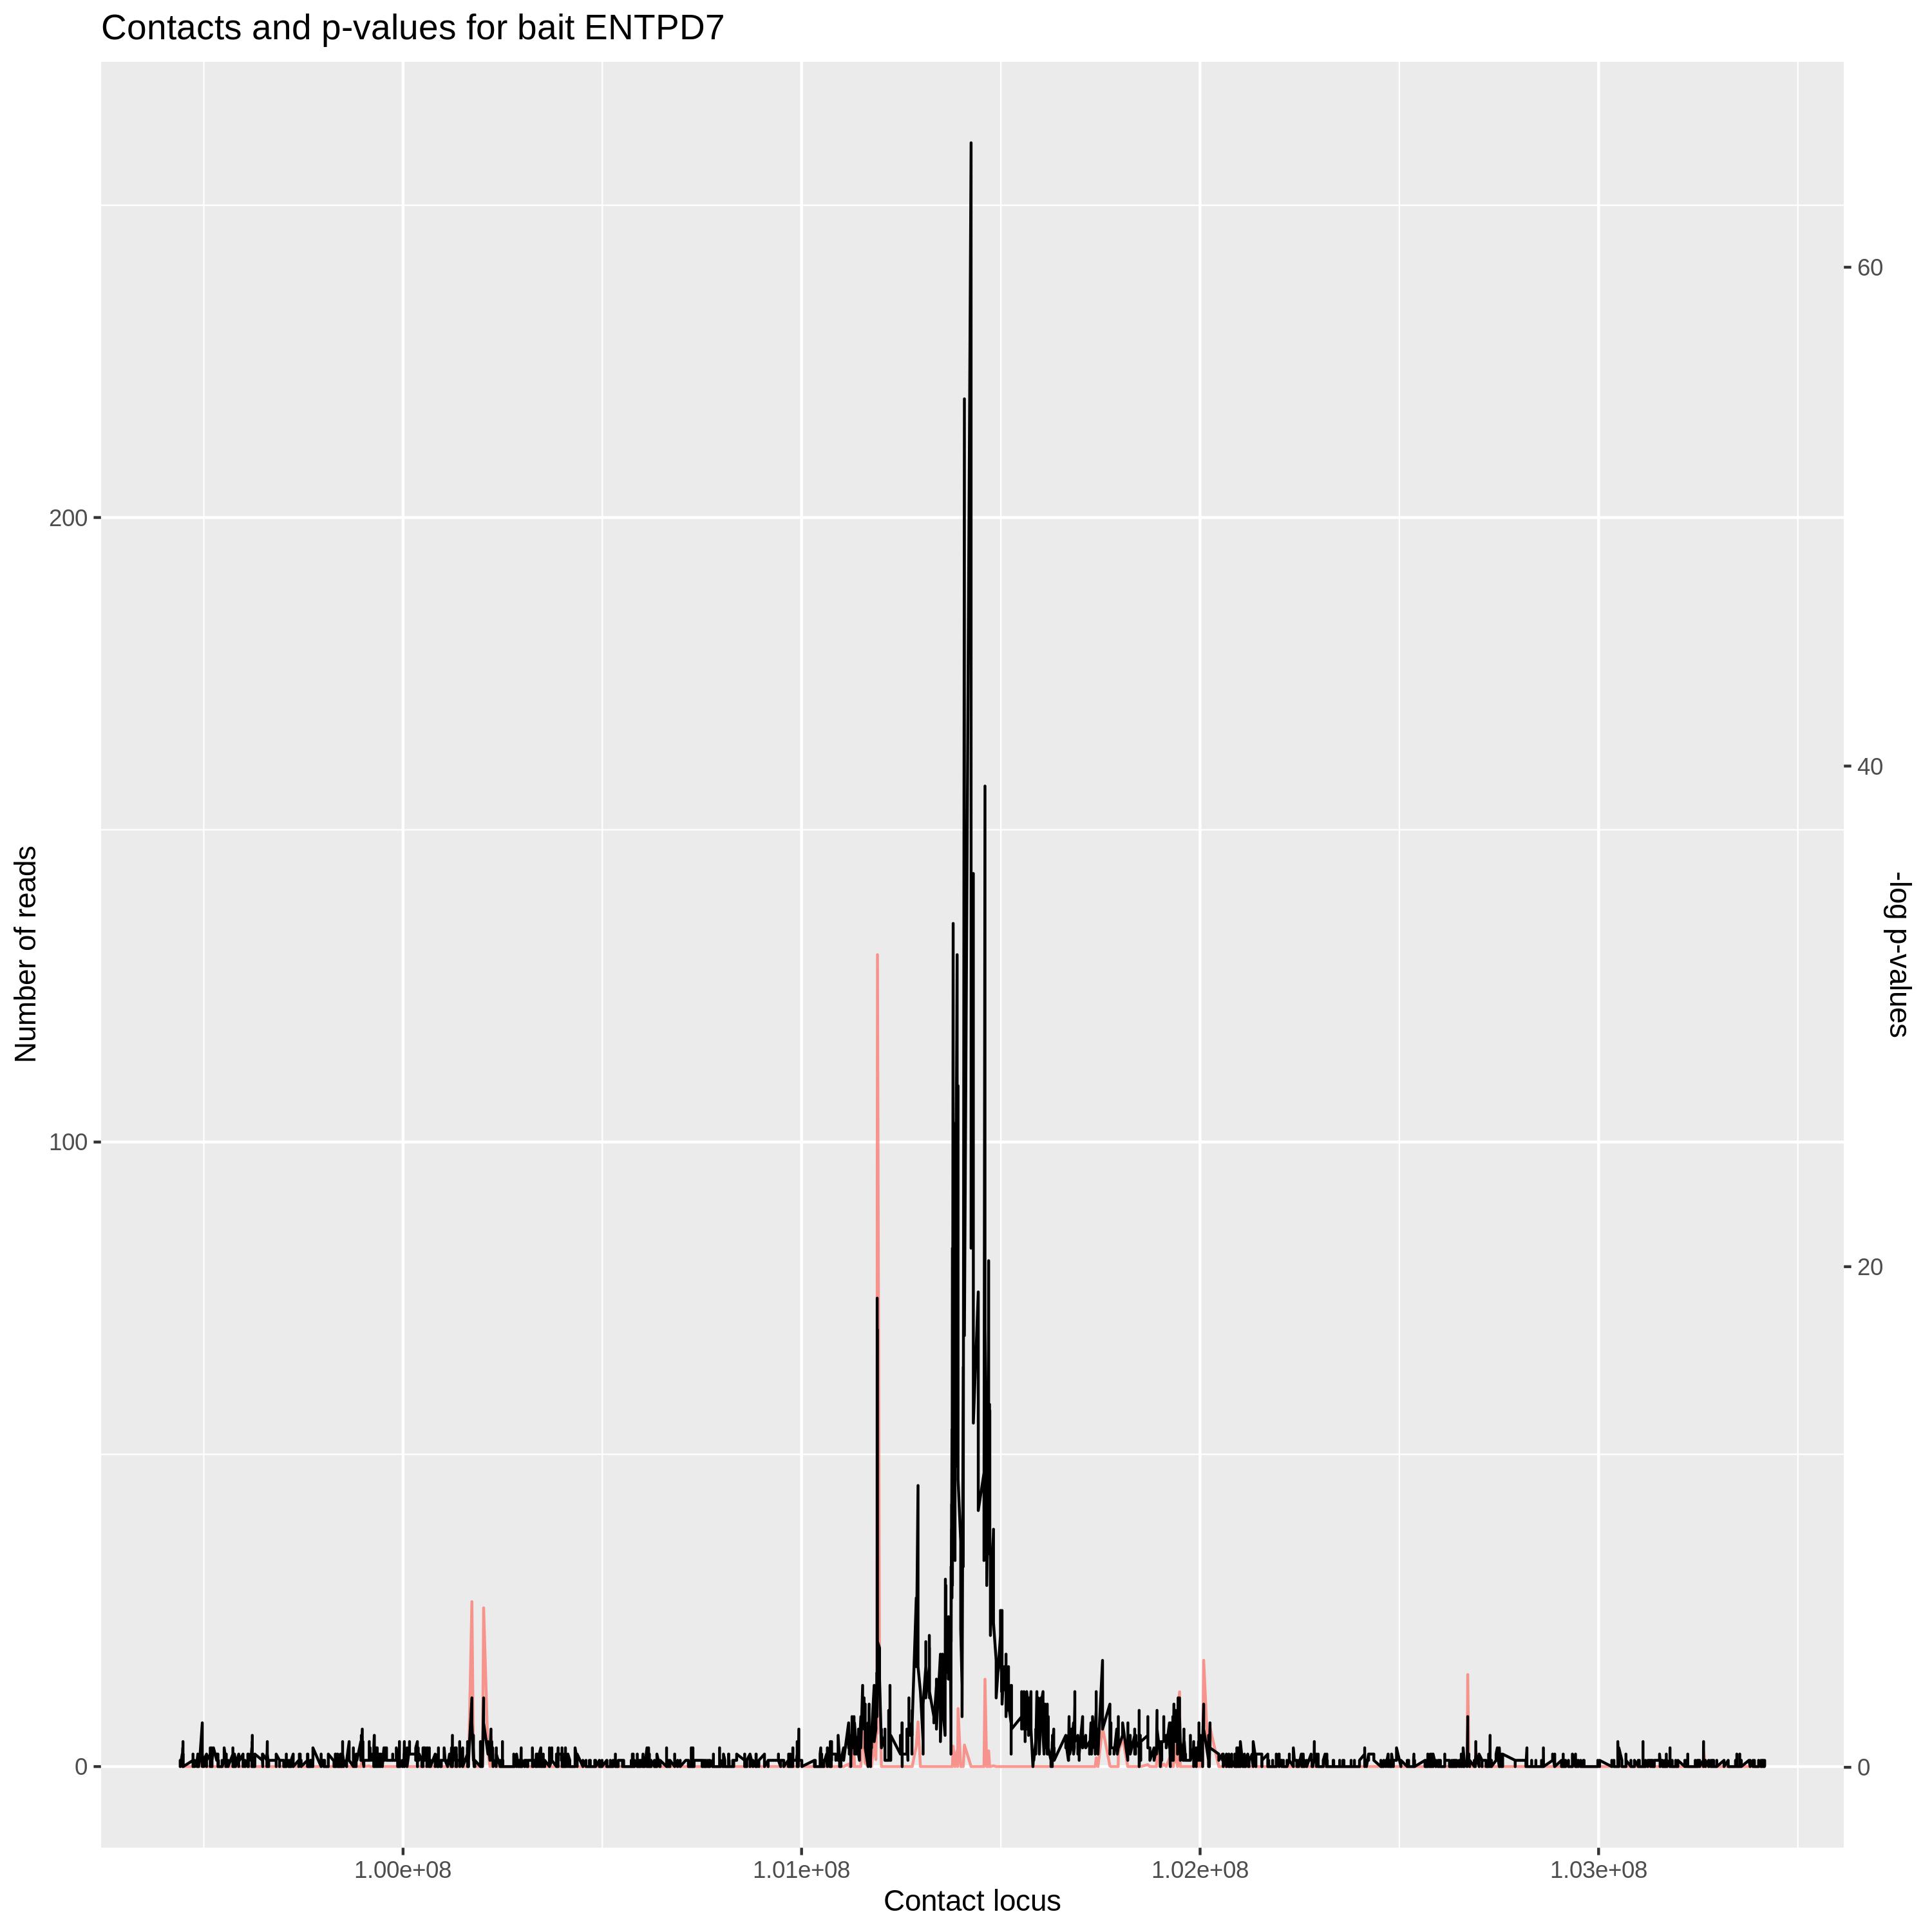 Contacts and p-values for bait ENTPD7
Number of reads
200
100
0
60
40
20
0
-log p-values
1.00e+08
1.01e+08
1.02e+08
1.03e+08
Contact locus